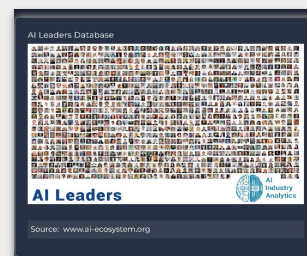 AI Leaders Database
AI Leaders
AI
Industry
Analytics
Source: www.ai-ecosystem.org